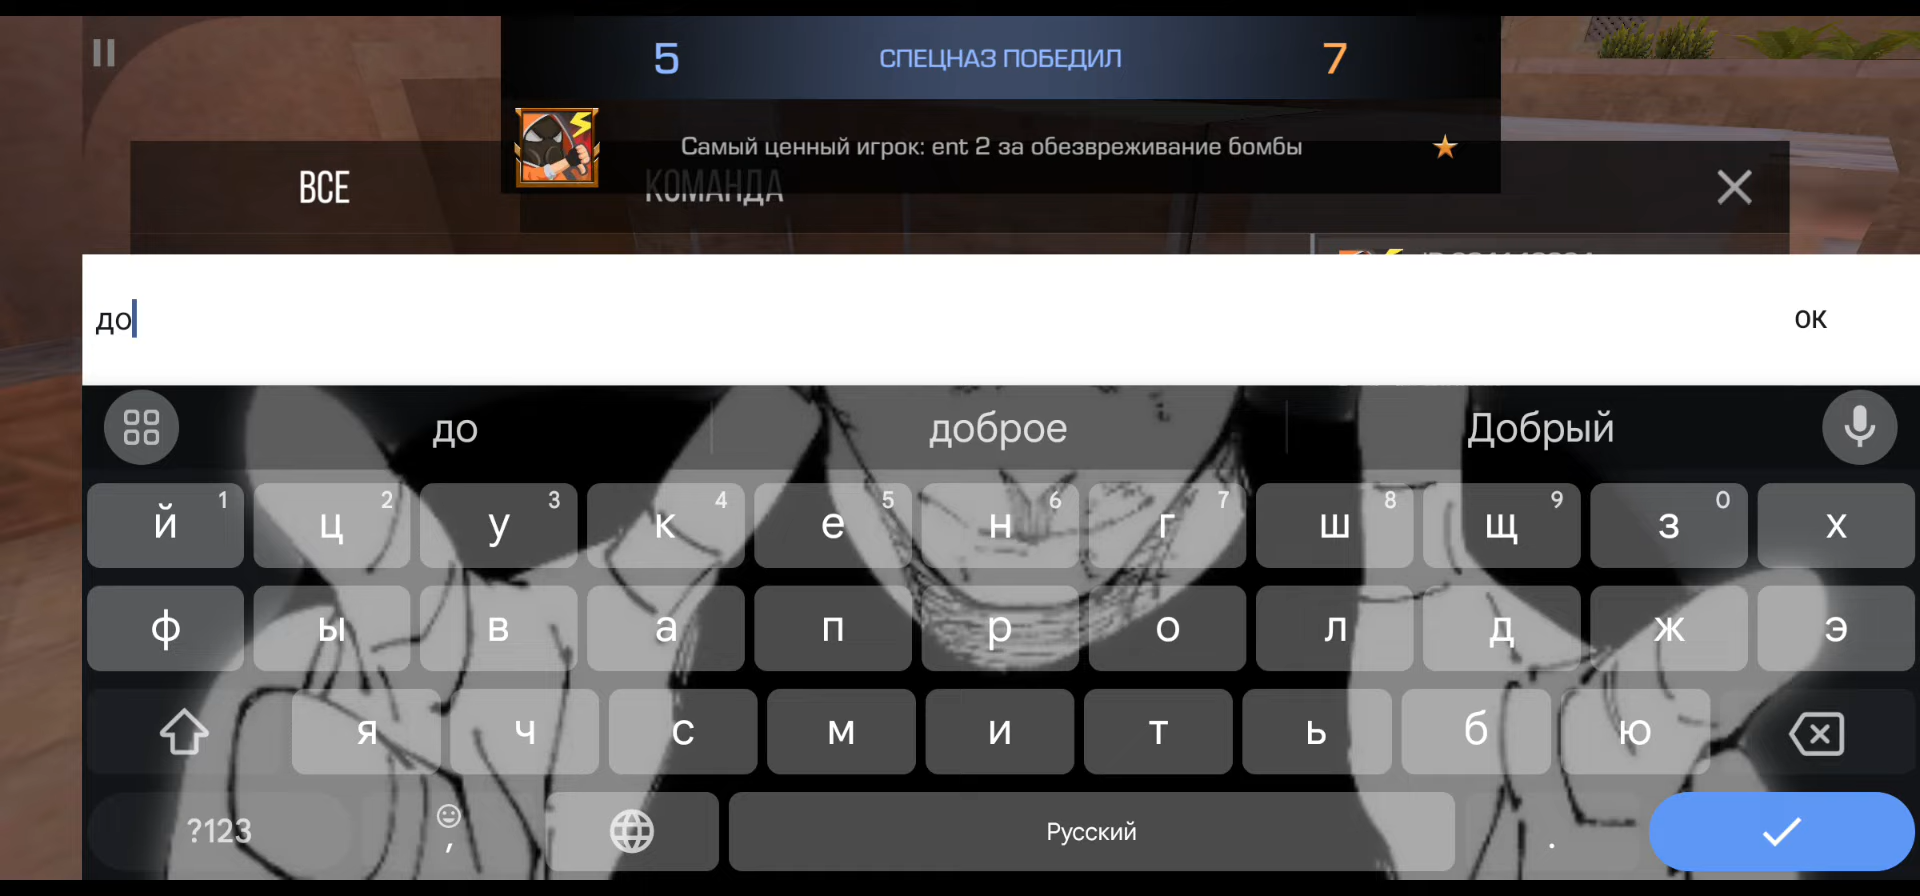 5 СПЕЦНАЗ ПОБЕДИЛ 7
Самый ценный игрок: ent 2 за обезвреживание бомбы
ВСЕ КОМАНДА
до ОК
до доброе Добрый
й 1 ц 2 у 3 к 4 е 5 н 6 г 7 ш 8 щ 9 з 0 х
ф ы в а п р о л д ж э
я ч с м и т ь б ю
?123 , Русский .